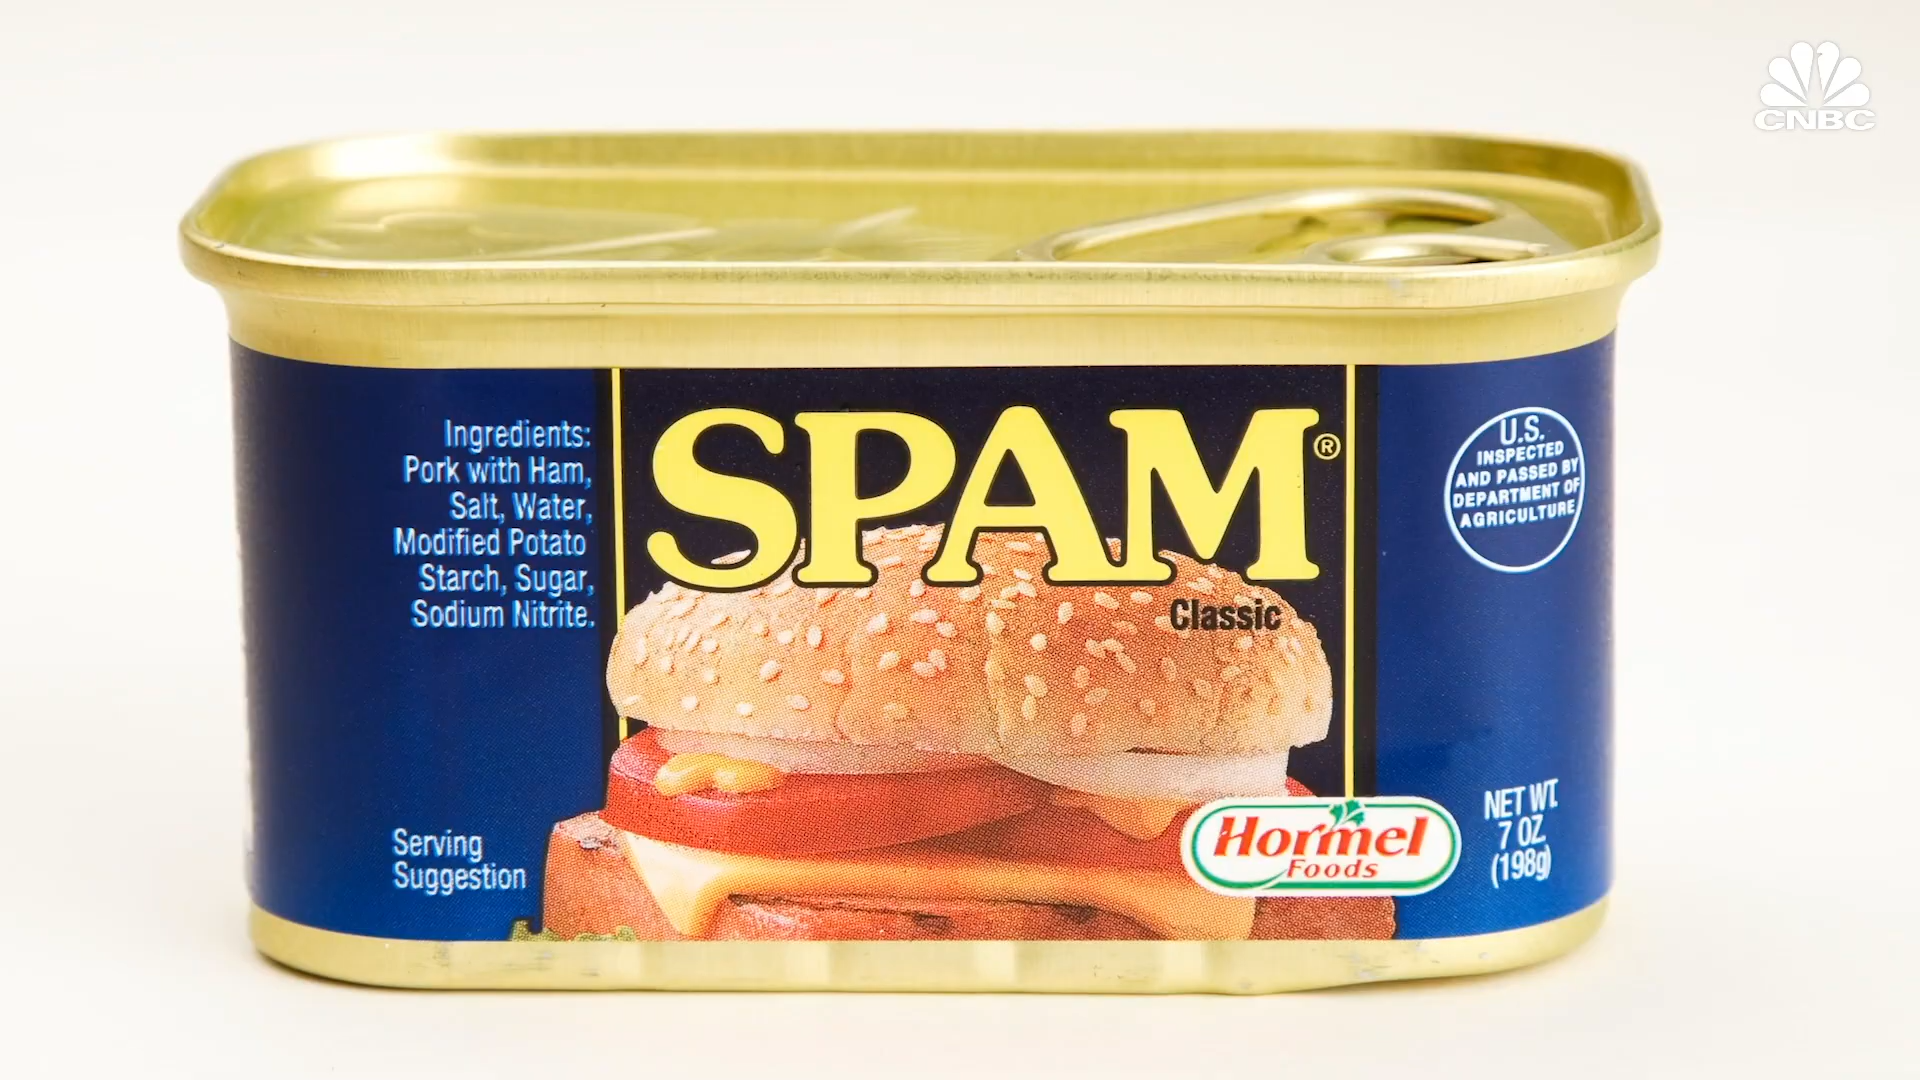 CNBC
Ingredients:
Pork with Ham,
Salt, Water,
Modified Potato
Starch, Sugar,
Sodium Nitrite.
SPAM®
Classic
U.S.
INSPECTED
AND PASSED BY
DEPARTMENT OF
AGRICULTURE
Serving
Suggestion
Hormel
Foods
NET WT.
7 OZ
(198g)